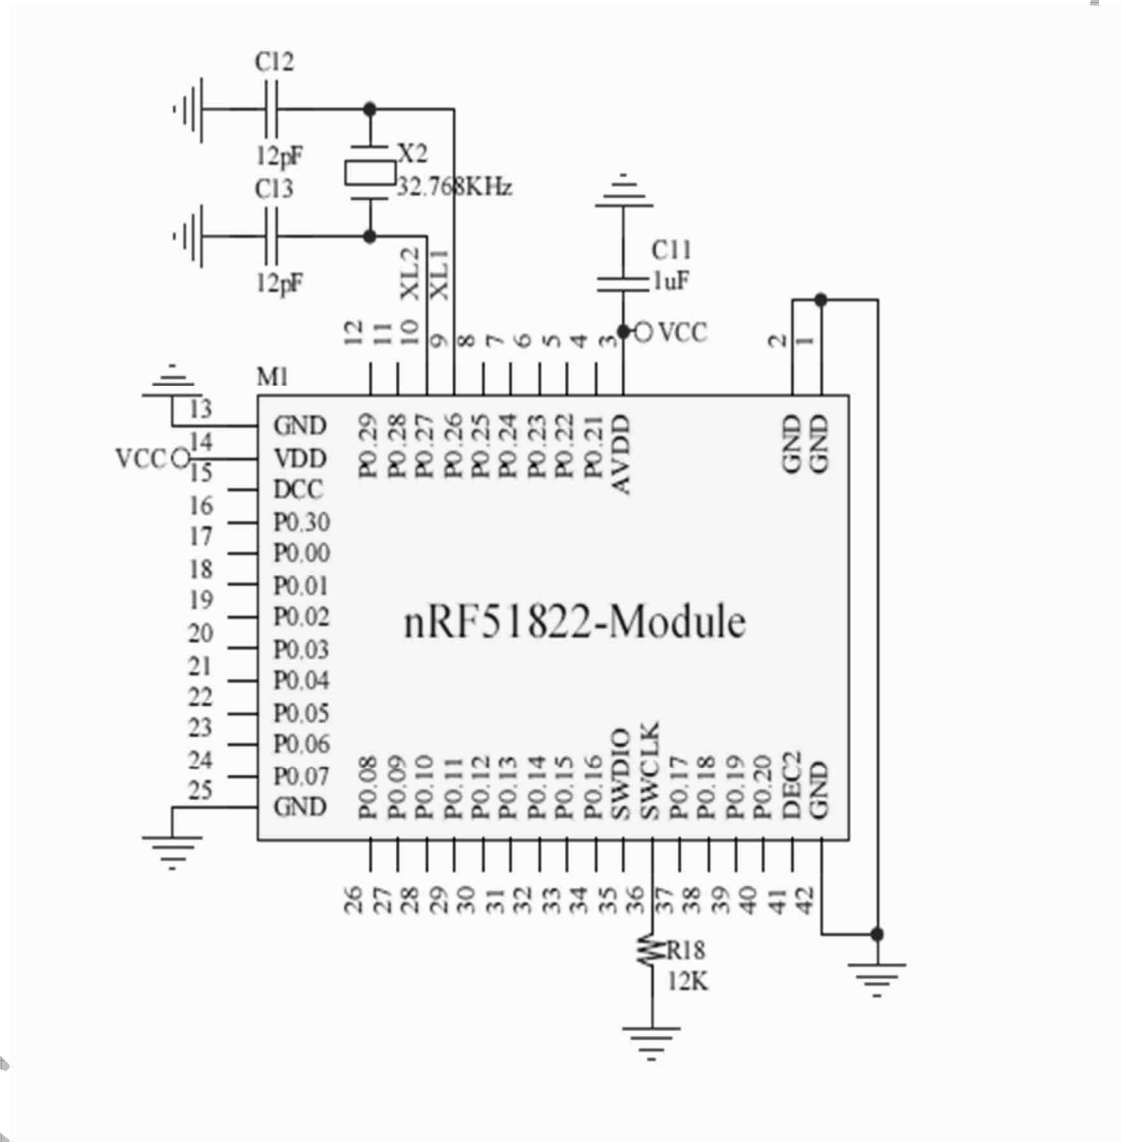 C12
12pF
X2
32.768KHz
C13
12pF
XL2
XL1
C11
1uF
VCC
12
11
10
9
8
7
6
5
4
3
2
1
M1
13
GND
14
VCC
VDD
15
DCC
16
P0.30
17
P0.00
18
P0.01
19
P0.02
20
P0.03
21
P0.04
22
P0.05
23
P0.06
24
P0.07
25
GND
P0.29
P0.28
P0.27
P0.26
P0.25
P0.24
P0.23
P0.22
P0.21
AVDD
GND
GND
nRF51822-Module
P0.08
P0.09
P0.10
P0.11
P0.12
P0.13
P0.14
P0.15
P0.16
SWDIO
SWCLK
P0.17
P0.18
P0.19
P0.20
DEC2
GND
26
27
28
29
30
31
32
33
34
35
36
37
38
39
40
41
42
R18
12K